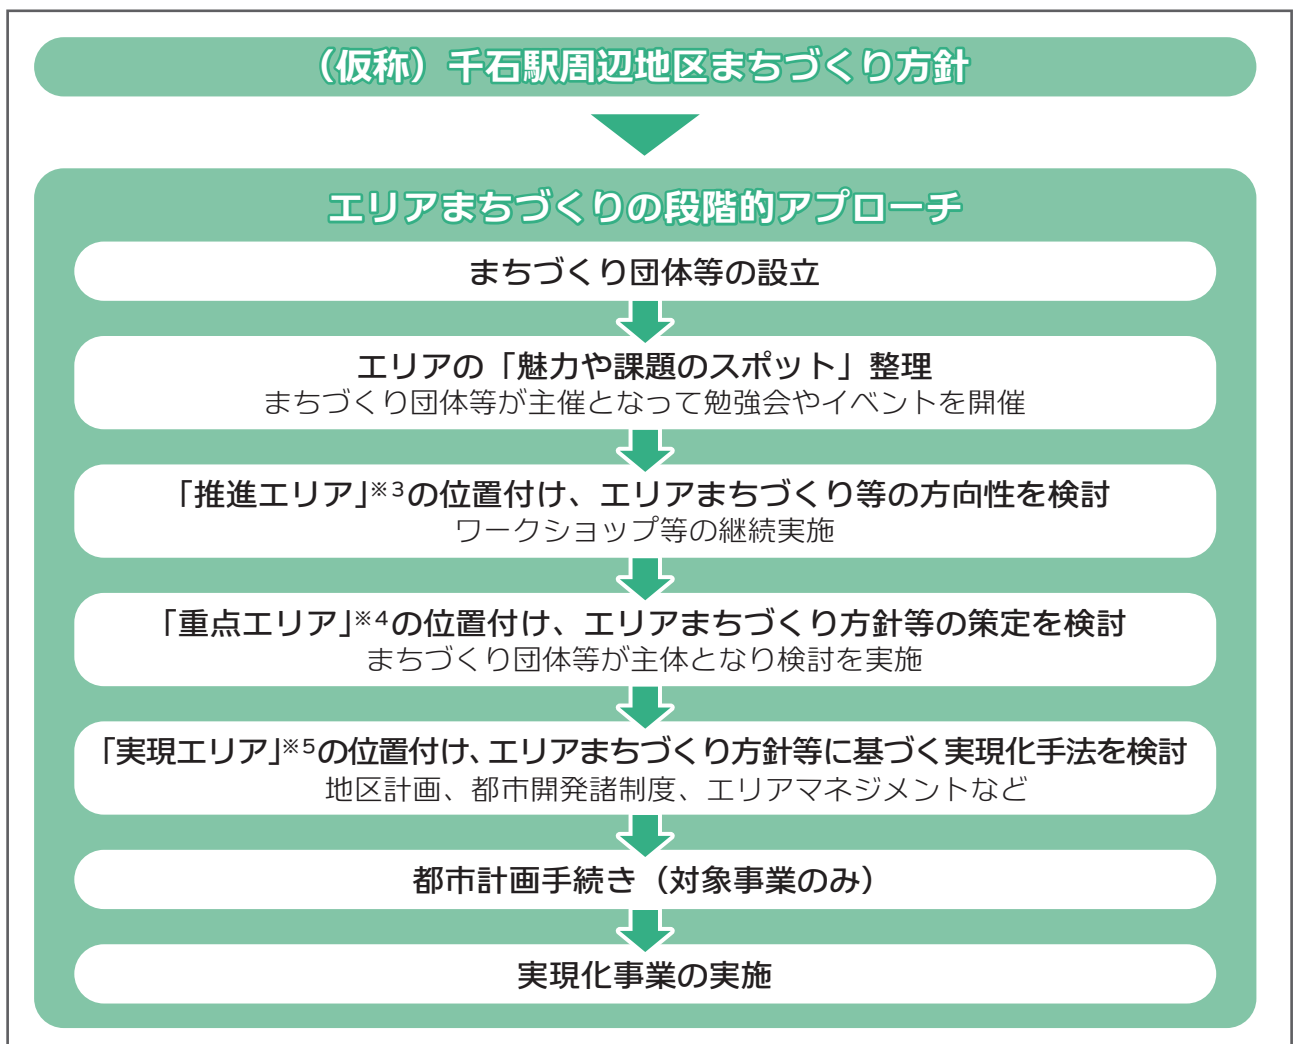 （仮称）千石駅周辺地区まちづくり方針
エリアまちづくりの段階的アプローチ
まちづくり団体等の設立
エリアの「魅力や課題のスポット」整理
まちづくり団体等が主催となって勉強会やイベントを開催
「推進エリア」※3の位置付け、エリアまちづくり等の方向性を検討
ワークショップ等の継続実施
「重点エリア」※4の位置付け、エリアまちづくり方針等の策定を検討
まちづくり団体等が主体となり検討を実施
「実現エリア」※5の位置付け、エリアまちづくり方針等に基づく実現化手法を検討
地区計画、都市開発諸制度、エリアマネジメントなど
都市計画手続き（対象事業のみ）
実現化事業の実施